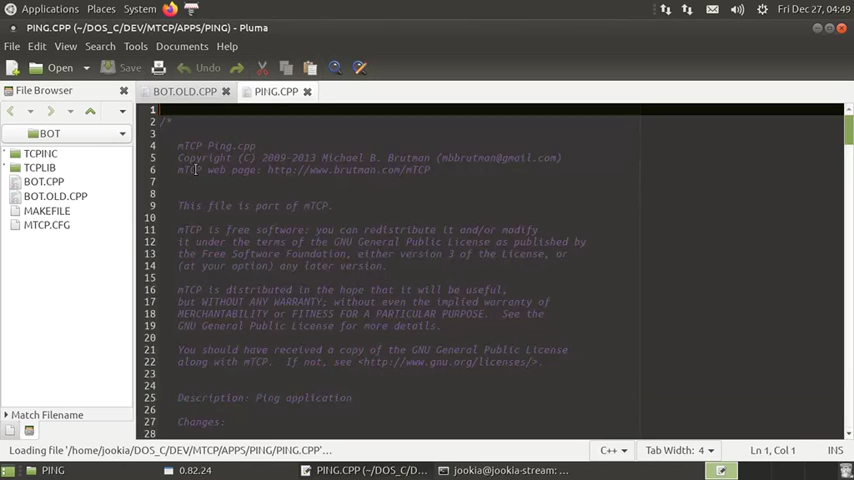 Applications Places System Fri Dec 27, 04:49
PING.CPP (~/DOS_C/DEV/MTCP/APPS/PING) - Pluma
File Edit View Search Tools Documents Help
Open Save Undo
File Browser
BOT.OLD.CPP PING.CPP
BOT
TCPINC
TCPLIB
BOT.CPP
BOT.OLD.CPP
MAKEFILE
MTCP.CFG
Match Filename
1
2 /*
3
4 mTCP Ping.cpp
5 Copyright (C) 2009-2013 Michael B. Brutman (mbbrutman@gmail.com)
6 mTCP web page: http://www.brutman.com/mTCP
7
8
9 This file is part of mTCP.
10
11 mTCP is free software: you can redistribute it and/or modify
12 it under the terms of the GNU General Public License as published by
13 the Free Software Foundation, either version 3 of the License, or
14 (at your option) any later version.
15
16 mTCP is distributed in the hope that it will be useful,
17 but WITHOUT ANY WARRANTY; without even the implied warranty of
18 MERCHANTABILITY or FITNESS FOR A PARTICULAR PURPOSE.  See the
19 GNU General Public License for more details.
20
21 You should have received a copy of the GNU General Public License
22 along with mTCP.  If not, see <http://www.gnu.org/licenses/>.
23
24
25 Description: Ping application
26
27 Changes:
28
Loading file '/home/jookia/DOS_C/DEV/MTCP/APPS/PING/PING.CPP'... C++ Tab Width: 4 Ln 1, Col 1 INS
PING 0.82.24 PING.CPP (~/DOS_C/D... jookia@jookia-stream: ...